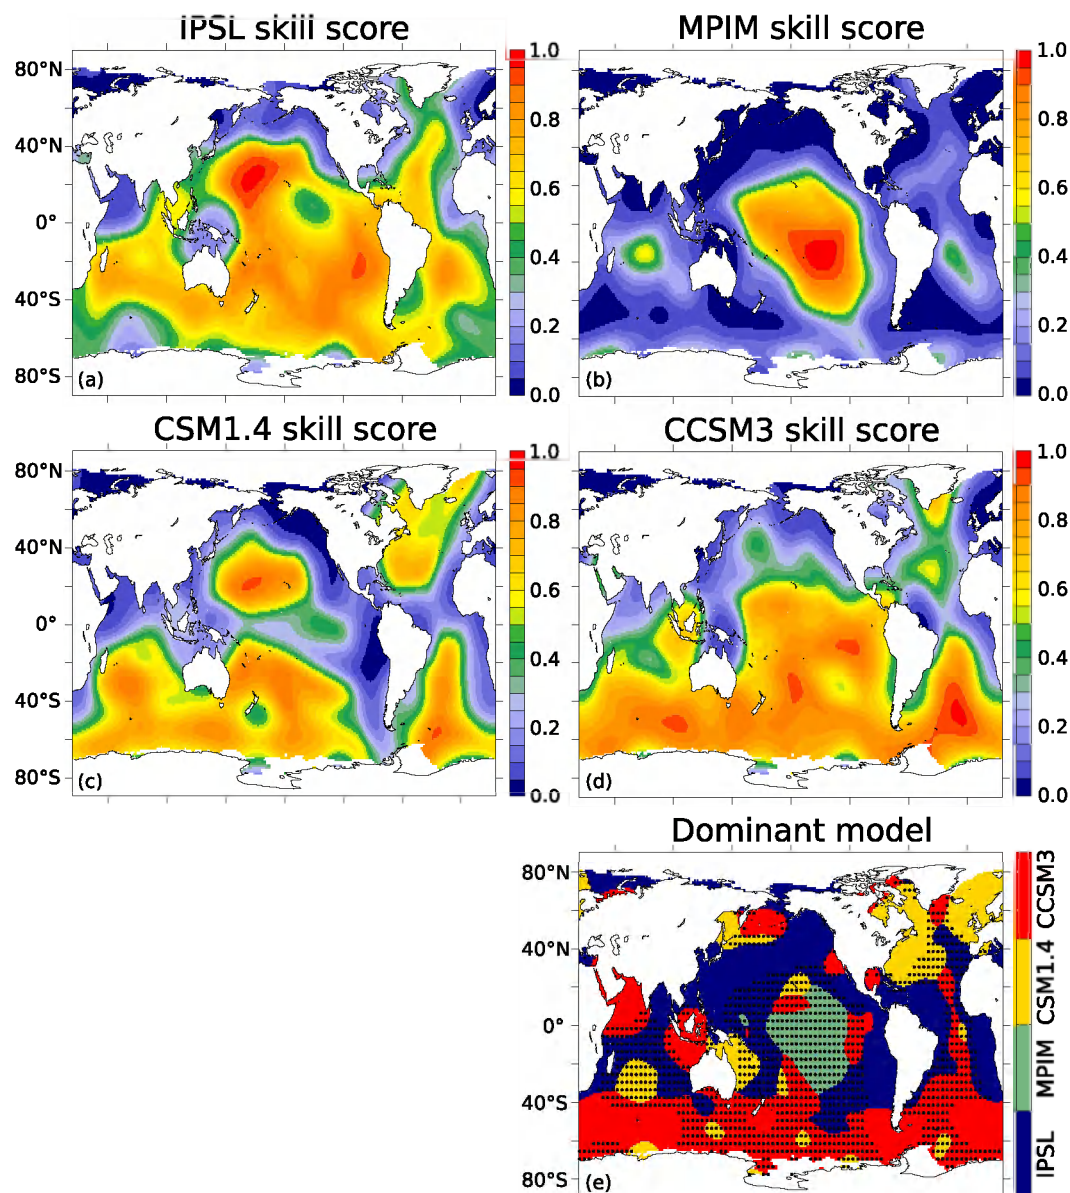 IPSL skill score
MPIM skill score
80°N
40°N
0°
40°S
80°S
(a)
1.0
0.8
0.6
0.4
0.2
0.0
(b)
1.0
0.8
0.6
0.4
0.2
0.0
CSM1.4 skill score
CCSM3 skill score
80°N
40°N
0°
40°S
80°S
(c)
1.0
0.8
0.6
0.4
0.2
0.0
(d)
1.0
0.8
0.6
0.4
0.2
0.0
Dominant model
80°N
40°N
0°
40°S
80°S
(e)
IPSL MPIM CSM1.4 CCSM3